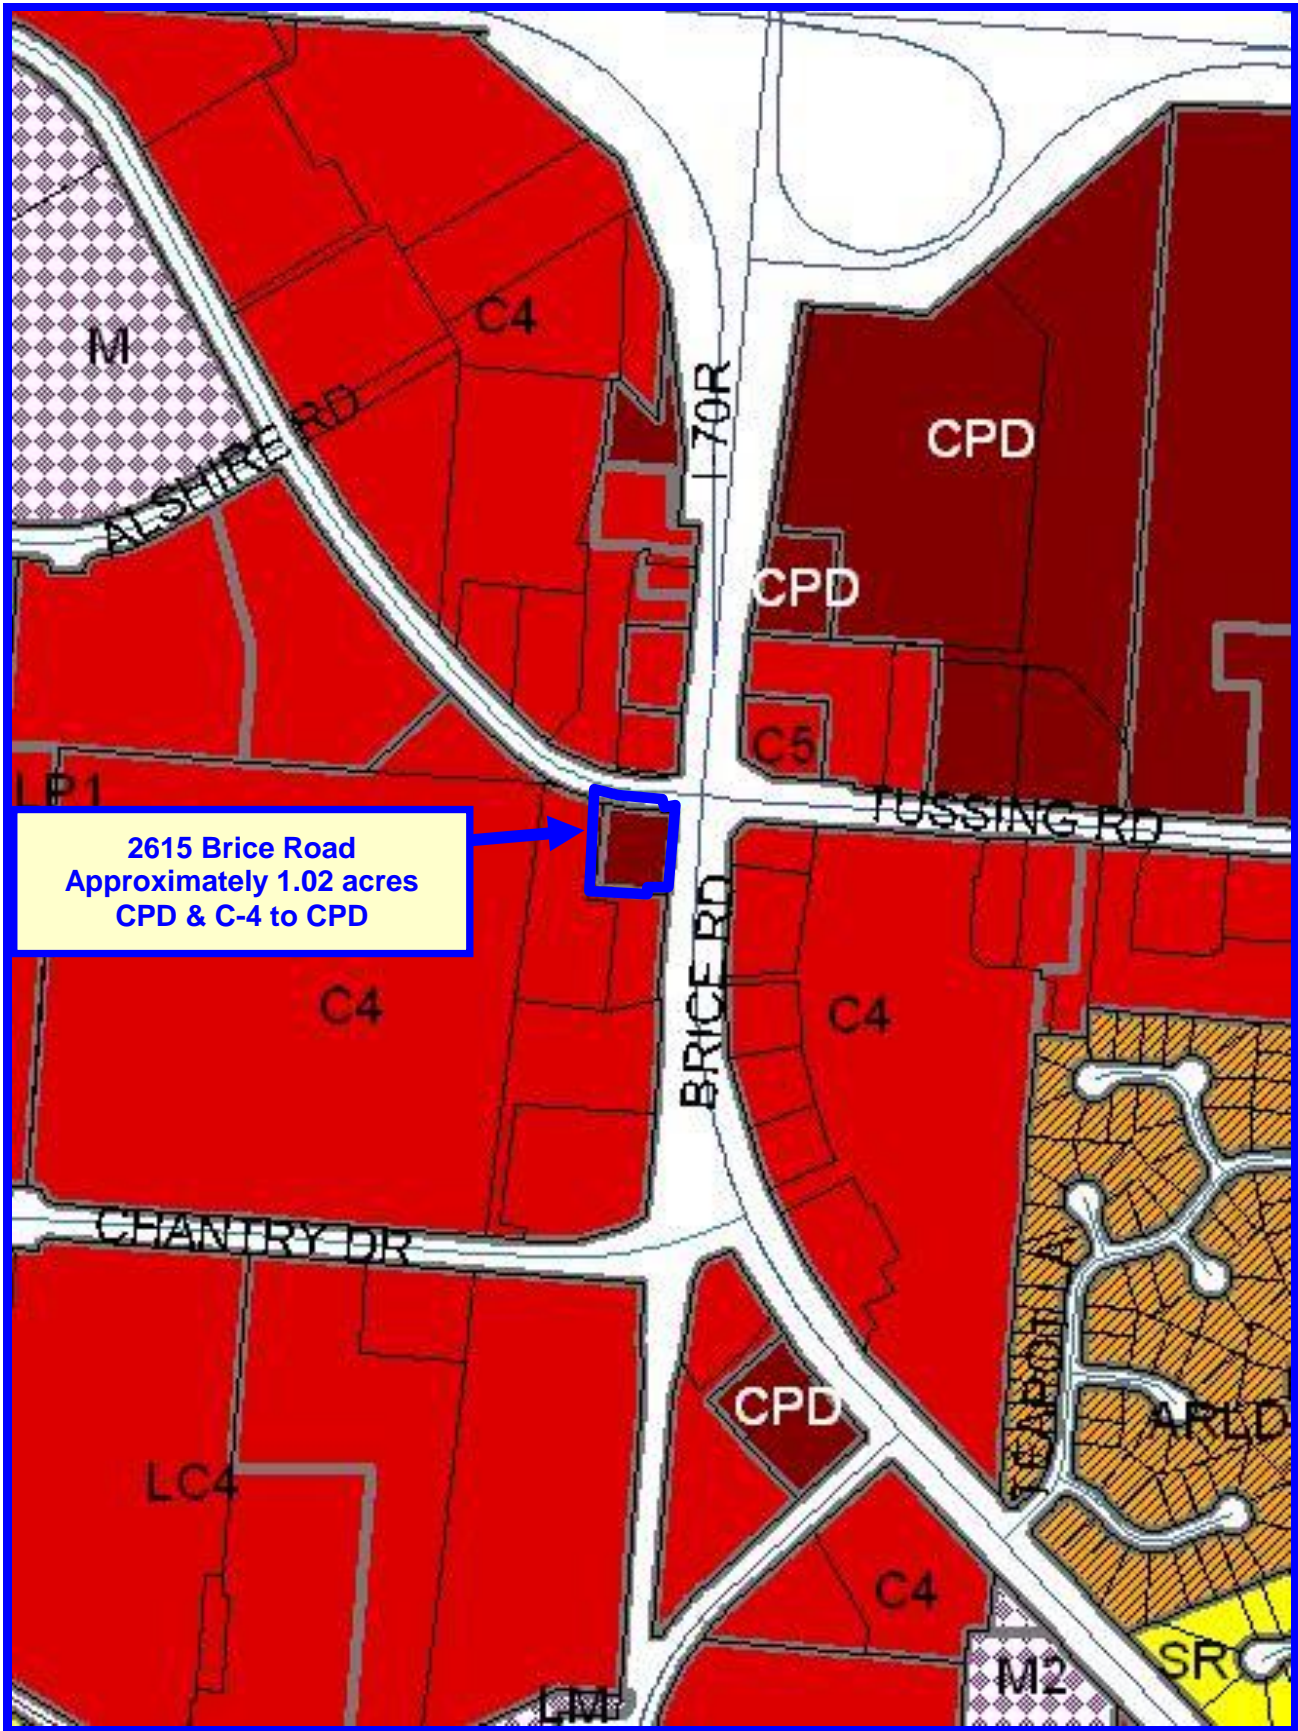 C4
M
ALSHIRE RD
I 70R
CPD
CPD
C5
LP1
TUSSING RD
2615 Brice Road
Approximately 1.02 acres
CPD & C-4 to CPD
BRICE RD
C4
C4
CHANTRY DR
CPD
LC4
C4
ARLD
M2
SR
LM